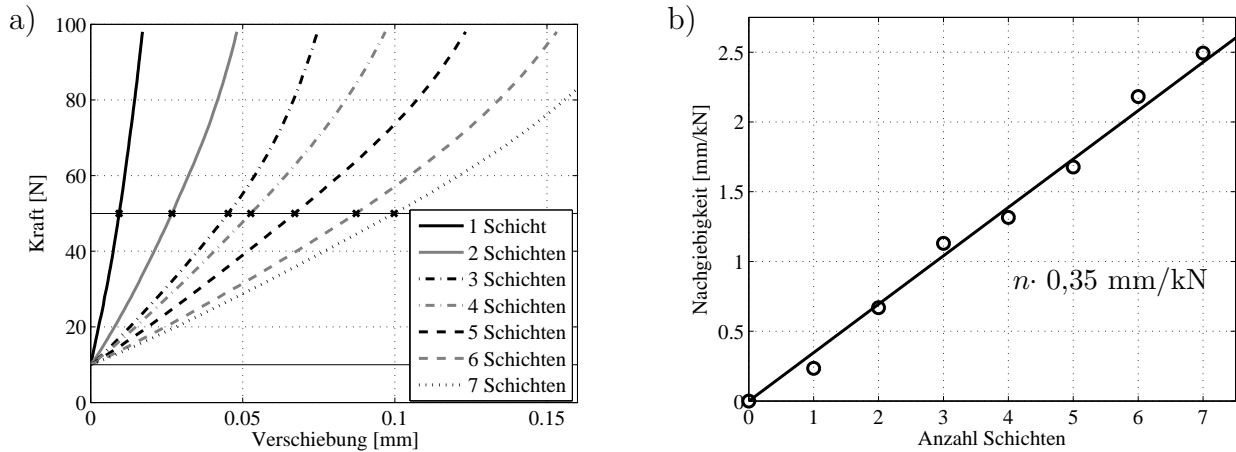 a)
100
80
60
40
20
0
Kraft [N]
0
0.05
0.1
0.15
Verschiebung [mm]
1 Schicht
2 Schichten
3 Schichten
4 Schichten
5 Schichten
6 Schichten
7 Schichten
b)
2.5
2
1.5
1
0.5
0
Nachgiebigkeit [mm/kN]
n· 0,35 mm/kN
0
1
2
3
4
5
6
7
Anzahl Schichten